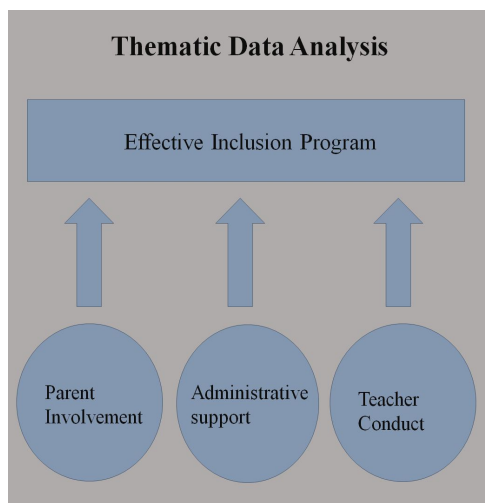 Thematic Data Analysis
Effective Inclusion Program
Parent
Involvement
Administrative
support
Teacher
Conduct